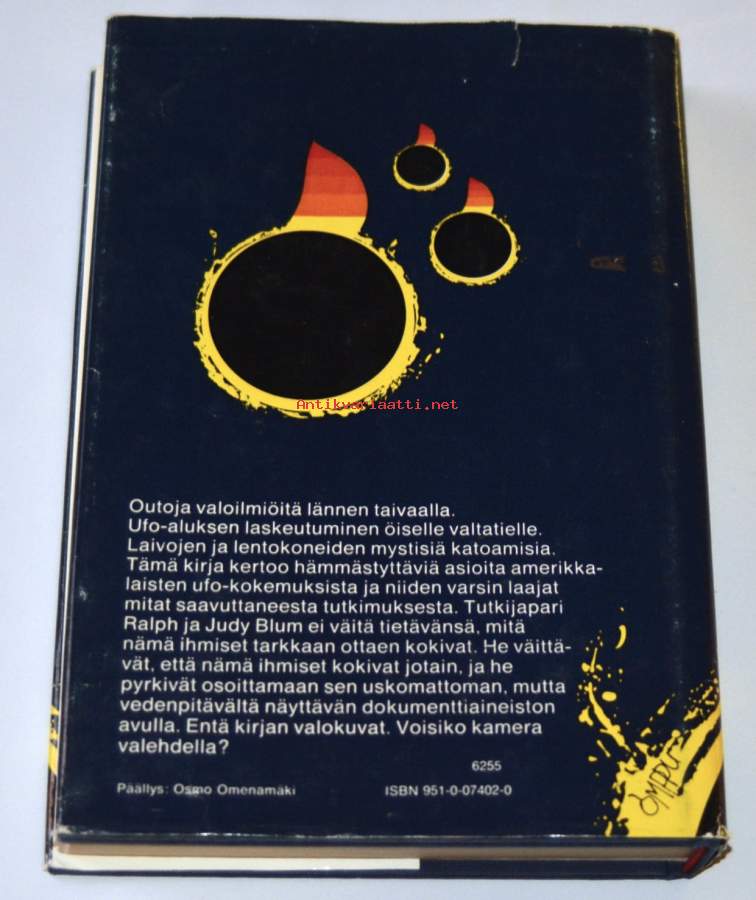 Antikvariaatti.net
Outoja valoilmiöitä lännen taivaalla.
Ufo-aluksen laskeutuminen öiselle valtatielle.
Laivojen ja lentokoneiden mystisiä katoamisia.
Tämä kirja kertoo hämmästyttäviä asioita amerikka-
laisten ufo-kokemuksista ja niiden varsin laajat
mitat saavuttaneesta tutkimuksesta. Tutkijapari
Ralph ja Judy Blum ei väitä tietävänsä, mitä
nämä ihmiset tarkkaan ottaen kokivat. He väittä-
vät, että nämä ihmiset kokivat jotain, ja he
pyrkivät osoittamaan sen uskomattoman, mutta
vedenpitävältä näyttävän dokumenttiaineiston
avulla. Entä kirjan valokuvat. Voisiko kamera
valehdella?
6255
Päällys: Osmo Omenamäki ISBN 951-0-07402-0
ÖMPPU